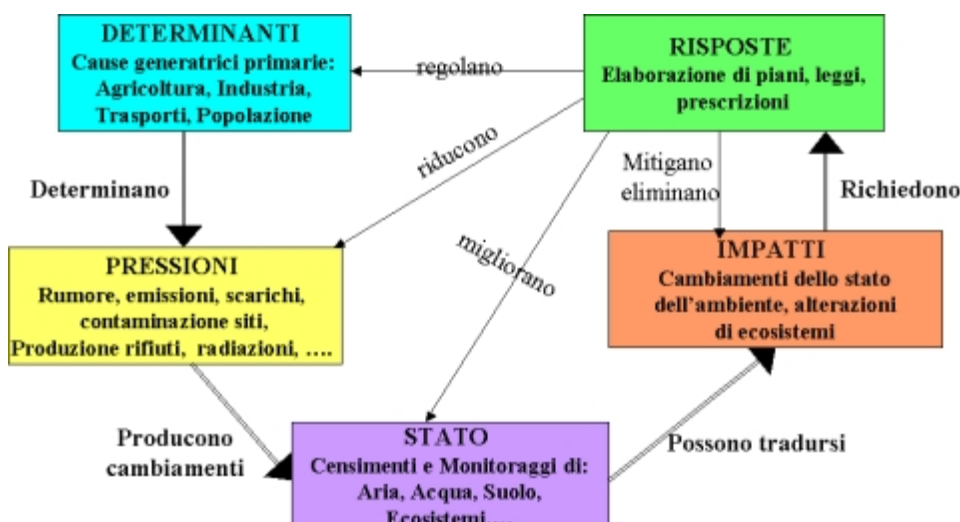 DETERMINANTI
Cause generatrici primarie:
Agricoltura, Industria,
Trasporti, Popolazione
regolano
RISPOSTE
Elaborazione di piani, leggi,
prescrizioni
riducono
Mitigano
eliminano
Determinano
Richiedono
migliorano
PRESSIONI
Rumore, emissioni, scarichi,
contaminazione siti,
Produzione rifiuti, radiazioni, ....
IMPATTI
Cambiamenti dello stato
dell'ambiente, alterazioni
di ecosistemi
Producono
cambiamenti
STATO
Censimenti e Monitoraggi di:
Aria, Acqua, Suolo,
Ecosistemi....
Possono tradursi